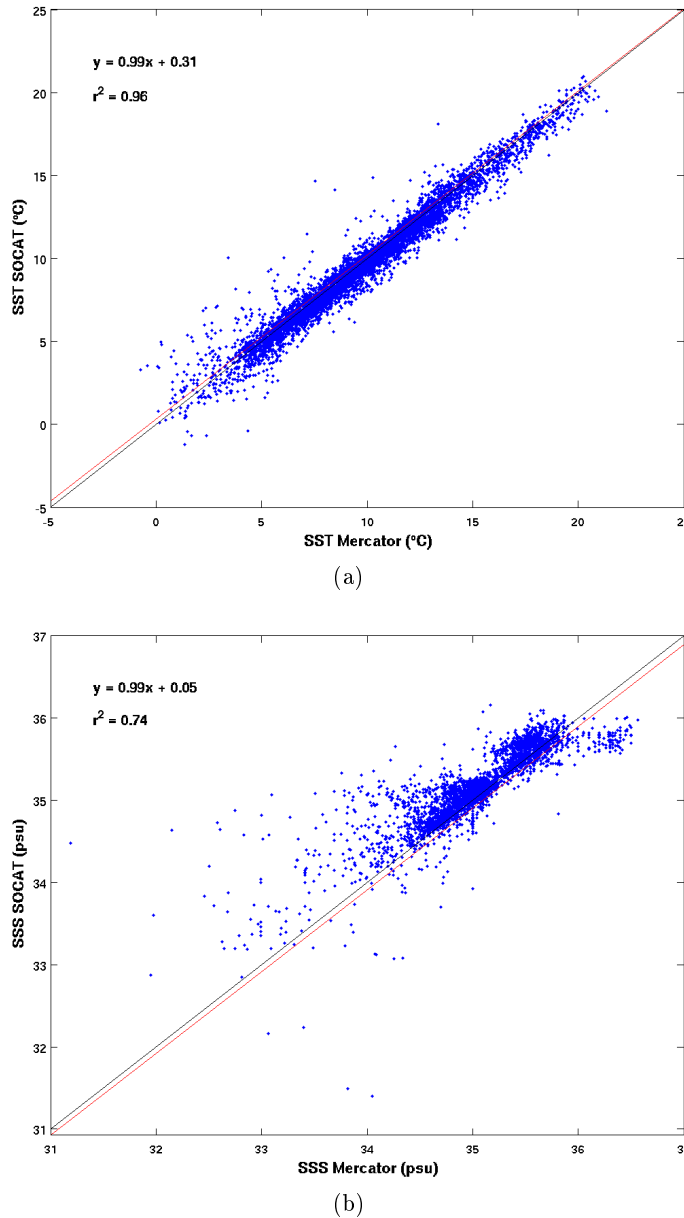 25
20
15
10
5
0
-5
y = 0.99x + 0.31
r² = 0.96
SST SOCAT (°C)
-5 0 5 10 15 20 2
SST Mercator (°C)
(a)
37
36
35
34
33
32
31
y = 0.99x + 0.05
r² = 0.74
SSS SOCAT (psu)
31 32 33 34 35 36 3
SSS Mercator (psu)
(b)